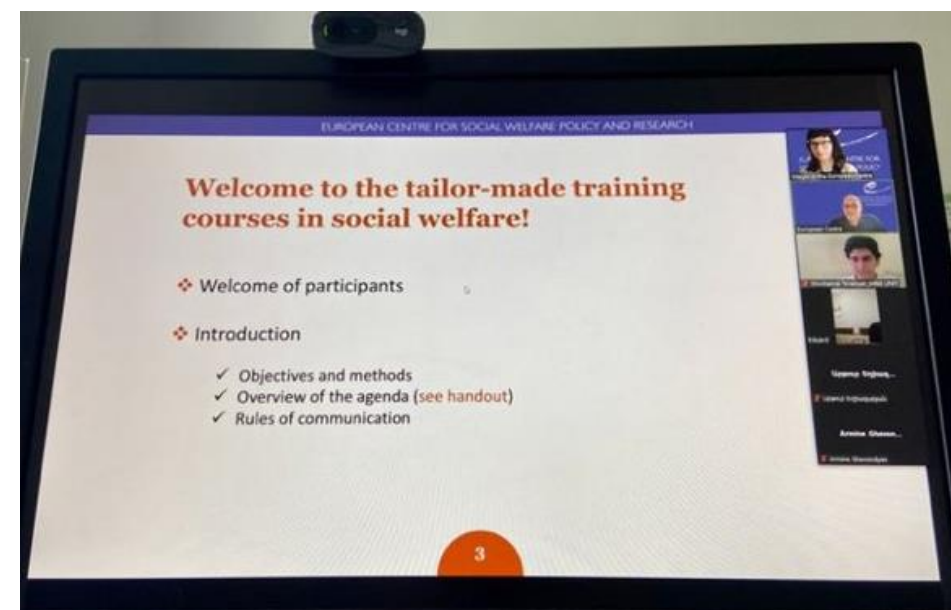 EUROPEAN CENTRE FOR SOCIAL WELFARE POLICY AND RESEARCH
Welcome to the tailor-made training
courses in social welfare!
Welcome of participants
Introduction
✓ Objectives and methods
✓ Overview of the agenda (see handout)
✓ Rules of communication
3
European Centre
Eduard
Armine Ghevon...